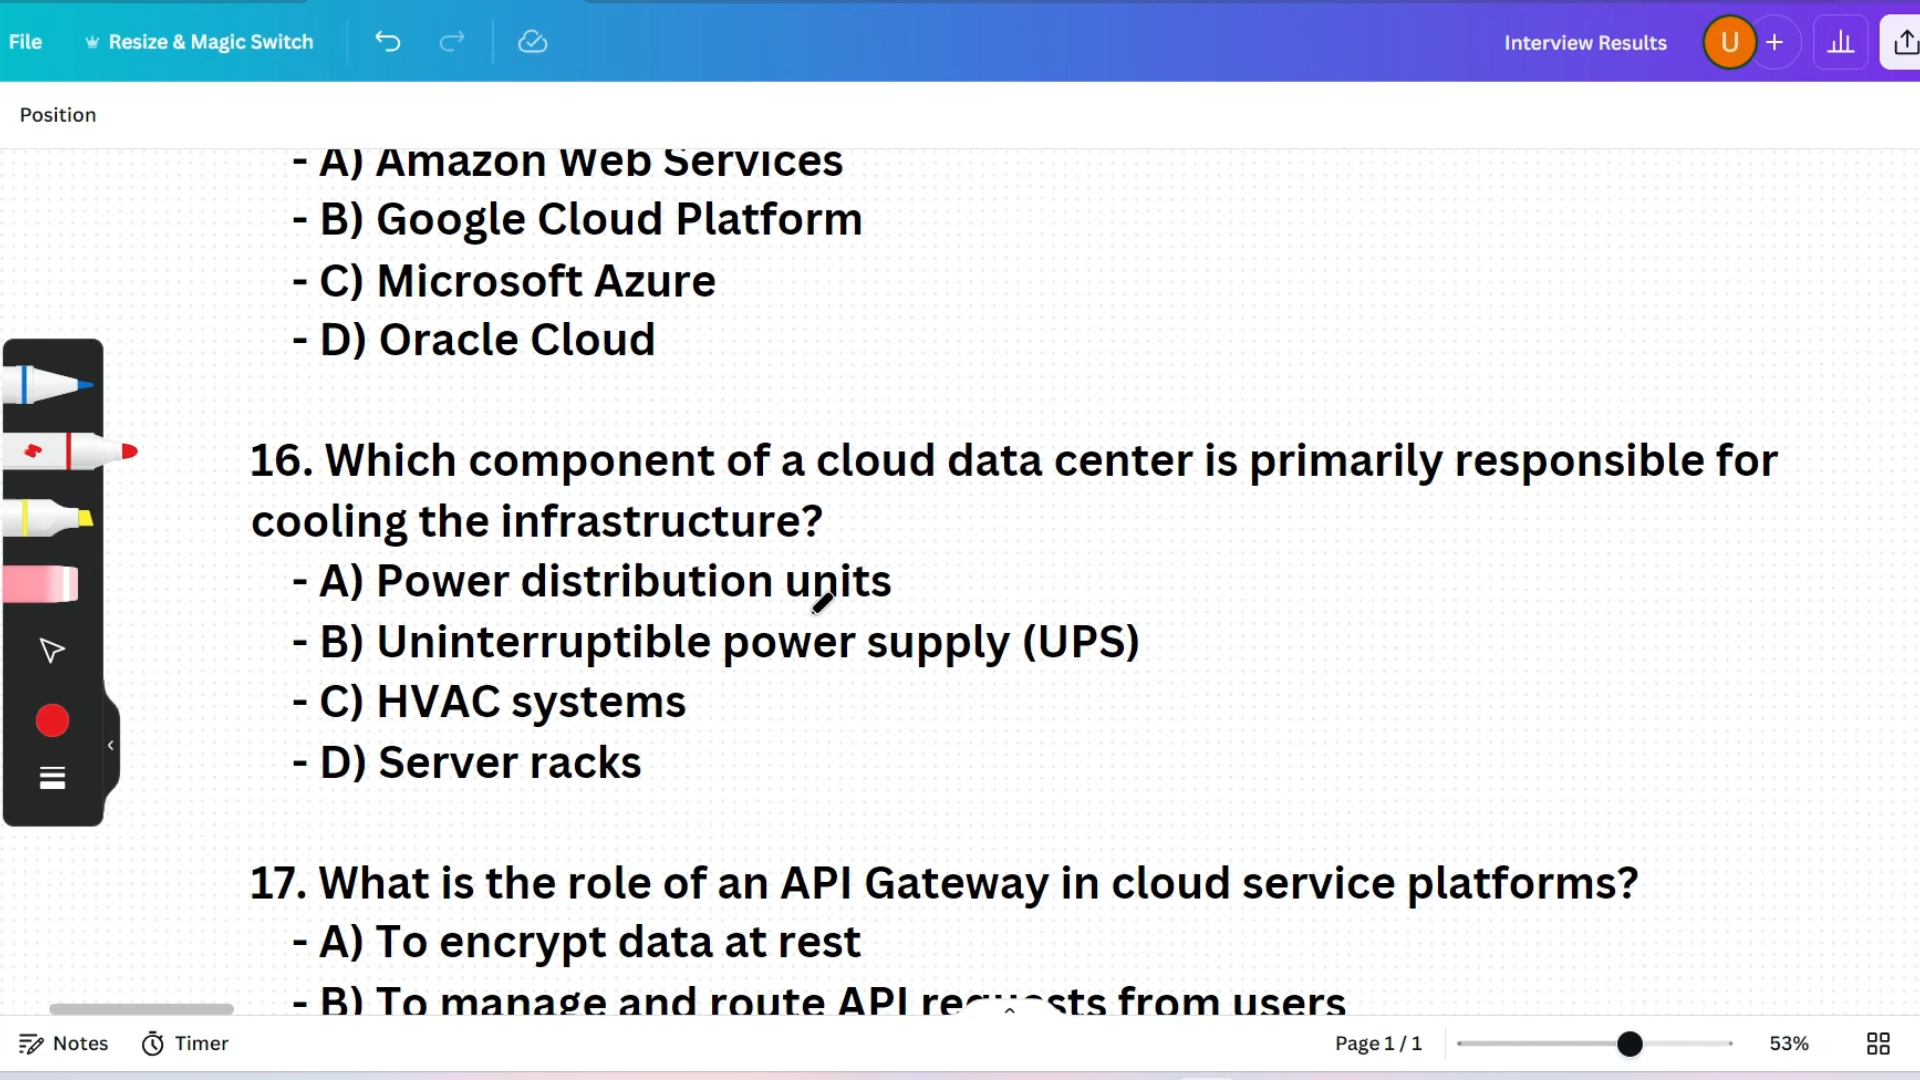 File Resize & Magic Switch Interview Results U
Position
- A) Amazon Web Services
- B) Google Cloud Platform
- C) Microsoft Azure
- D) Oracle Cloud
16. Which component of a cloud data center is primarily responsible for
cooling the infrastructure?
- A) Power distribution units
- B) Uninterruptible power supply (UPS)
- C) HVAC systems
- D) Server racks
17. What is the role of an API Gateway in cloud service platforms?
- A) To encrypt data at rest
- B) To manage and route API requests from users
Notes Timer Page 1 / 1 53%